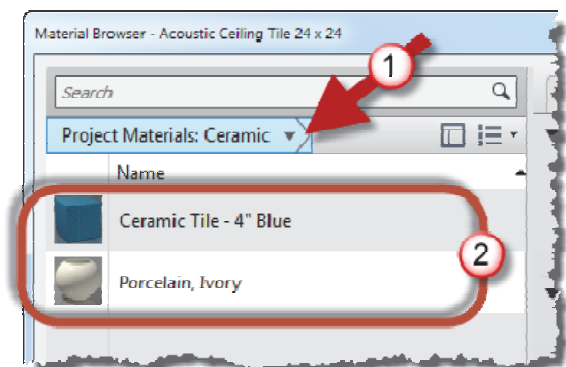 Material Browser - Acoustic Ceiling Tile 24 x 24
1
Search
Project Materials: Ceramic
Name
Ceramic Tile - 4" Blue
2
Porcelain, Ivory